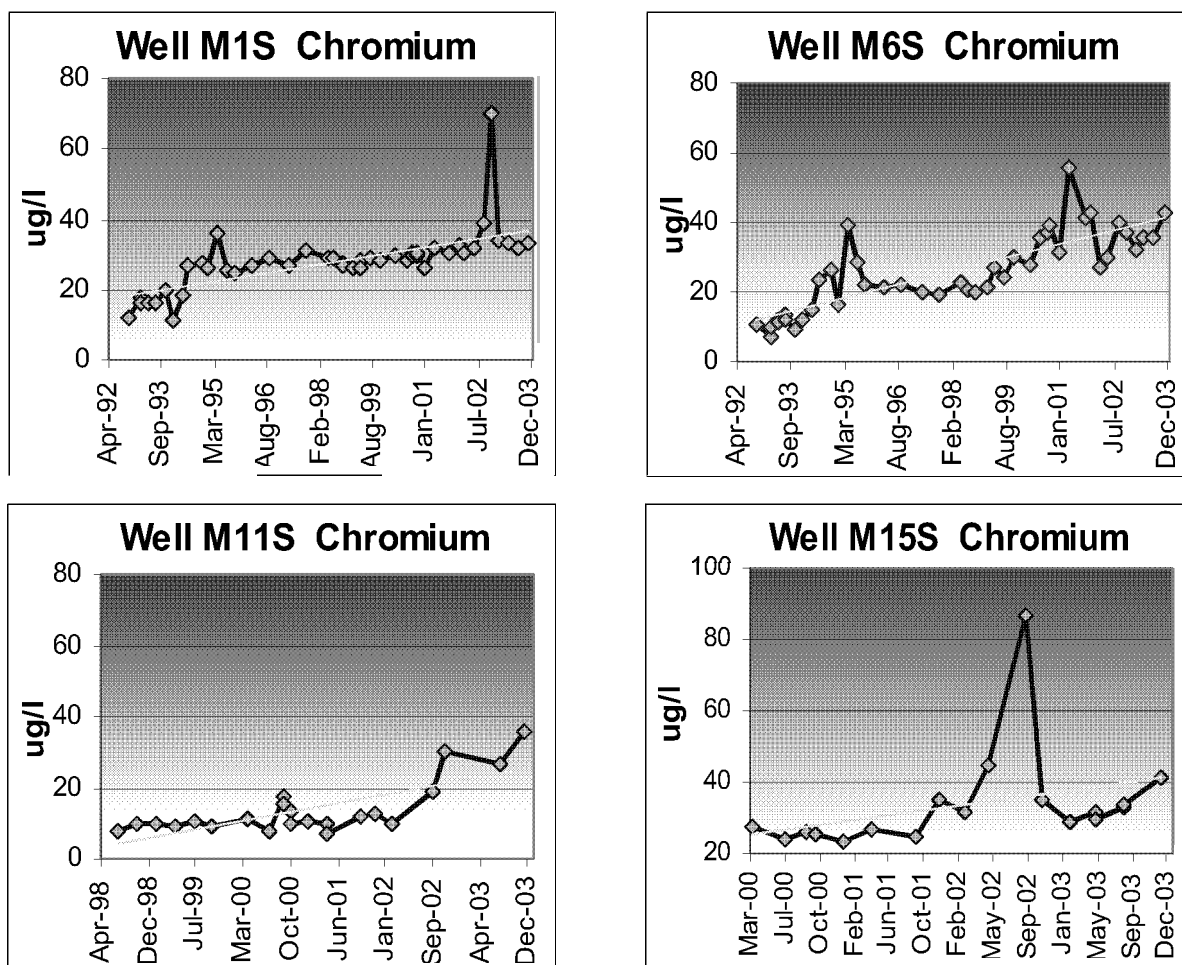 Well M1S Chromium
80
60
40
20
0
ug/l
Apr-92
Sep-93
Mar-95
Aug-96
Feb-98
Aug-99
Jan-01
Jul-02
Dec-03
Well M6S Chromium
80
60
40
20
0
ug/l
Apr-92
Sep-93
Mar-95
Aug-96
Feb-98
Aug-99
Jan-01
Jul-02
Dec-03
Well M11S Chromium
80
60
40
20
0
ug/l
Apr-98
Dec-98
Jul-99
Mar-00
Oct-00
Jun-01
Feb-02
Sep-02
Apr-03
Dec-03
Well M15S Chromium
100
80
60
40
20
ug/l
Mar-00
Jul-00
Oct-00
Feb-01
Jun-01
Oct-01
Feb-02
May-02
Sep-02
Jan-03
May-03
Sep-03
Dec-03